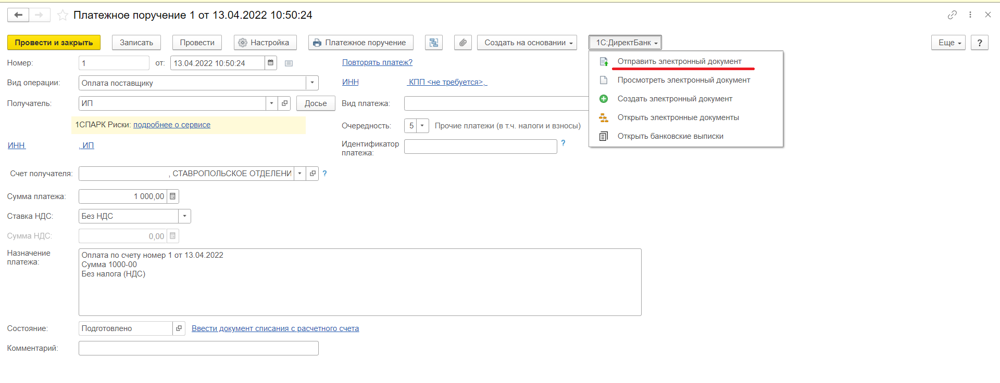 Платежное поручение 1 от 13.04.2022 10:50:24
Провести и закрыть Записать Провести Настройка Платежное поручение Создать на основании 1С:ДиректБанк Еще ?
Номер: 1 от: 13.04.2022 10:50:24 Повторять платеж?
Отправить электронный документ
Вид операции: Оплата поставщику ИНН КПП <не требуется>,
Просмотреть электронный документ
Получатель: ИП Досье Вид платежа:
Создать электронный документ
1СПАРК Риски: подробнее о сервисе Очередность: 5 Прочие платежи (в т.ч. налоги и взносы)
Открыть электронные документы
ИНН , ИП Идентификатор
платежа: ?
Открыть банковские выписки
Счет получателя: , СТАВРОПОЛЬСКОЕ ОТДЕЛЕНИ ?
Сумма платежа: 1 000,00
Ставка НДС: Без НДС
Сумма НДС: 0,00
Назначение
платежа:
Оплата по счету номер 1 от 13.04.2022
Сумма 1000-00
Без налога (НДС)
Состояние: Подготовлено Ввести документ списания с расчетного счета
Комментарий: